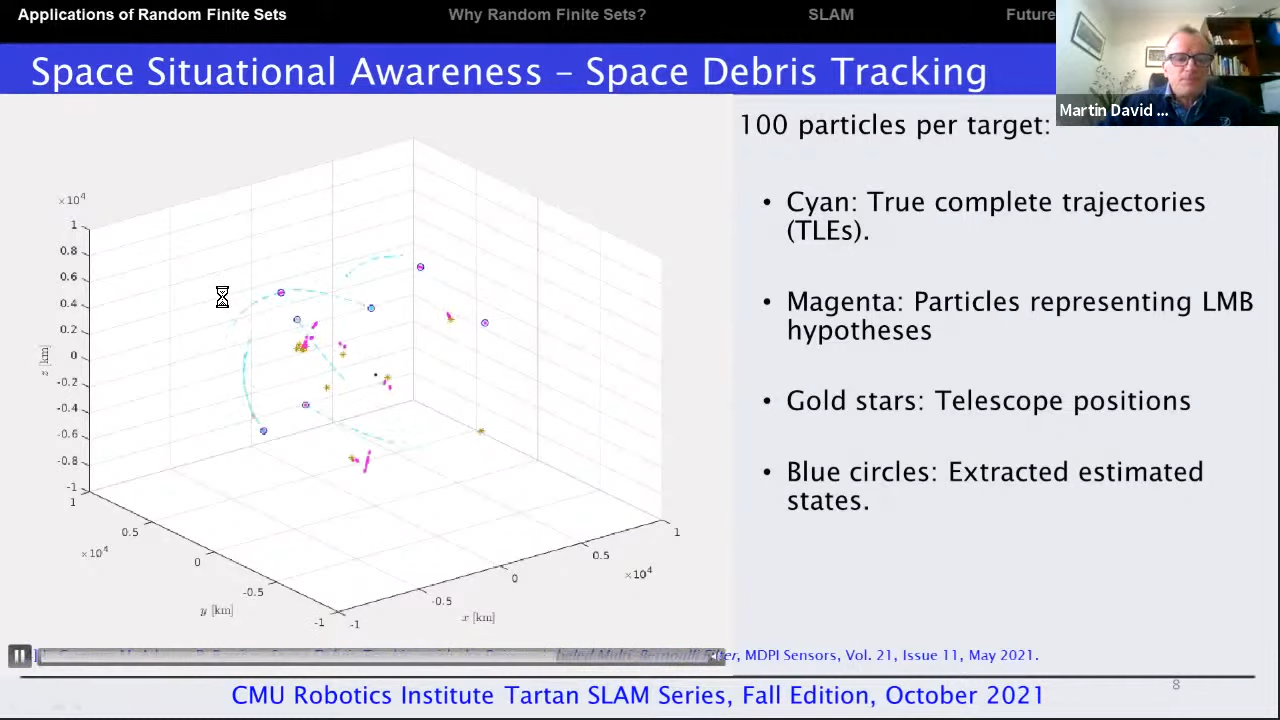 Applications of Random Finite Sets Why Random Finite Sets? SLAM Future
Space Situational Awareness – Space Debris Tracking
Martin David ...
100 particles per target:
• Cyan: True complete trajectories
(TLEs).
• Magenta: Particles representing LMB
hypotheses
• Gold stars: Telescope positions
• Blue circles: Extracted estimated
states.
×10⁴
1
0.8
0.6
0.4
0.2
0
-0.2
-0.4
-0.6
-0.8
-1
z [km]
1
0.5
×10⁴
0
-0.5
-1
y [km]
-1
-0.5
0
0.5
1
×10⁴
x [km]
, MDPI Sensors, Vol. 21, Issue 11, May 2021.
CMU Robotics Institute Tartan SLAM Series, Fall Edition, October 2021
8